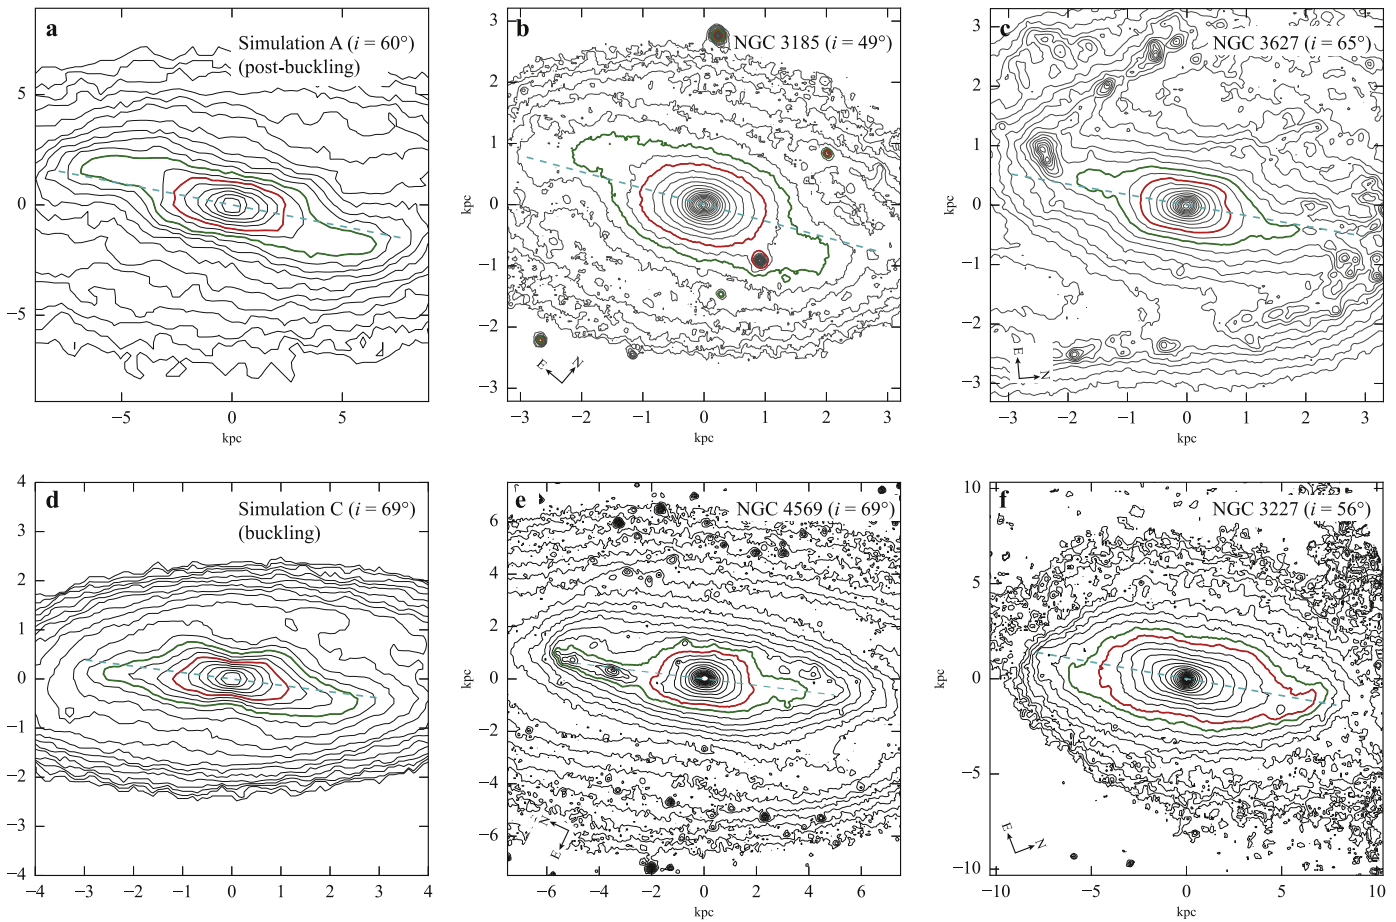 a
Simulation A (i = 60°)
(post-buckling)
5
0
−5
−5
0
5
kpc
b
NGC 3185 (i = 49°)
3
2
1
0
−1
−2
−3
kpc
E
N
−3
−2
−1
0
1
2
3
kpc
c
NGC 3627 (i = 65°)
3
2
1
0
−1
−2
−3
kpc
E
N
−3
−2
−1
0
1
2
3
kpc
d
Simulation C (i = 69°)
(buckling)
4
3
2
1
0
−1
−2
−3
−4
−4
−3
−2
−1
0
1
2
3
4
e
NGC 4569 (i = 69°)
6
4
2
0
−2
−4
−6
kpc
N
E
−6
−4
−2
0
2
4
6
kpc
f
NGC 3227 (i = 56°)
10
5
0
−5
−10
kpc
E
N
−10
−5
0
5
10
kpc